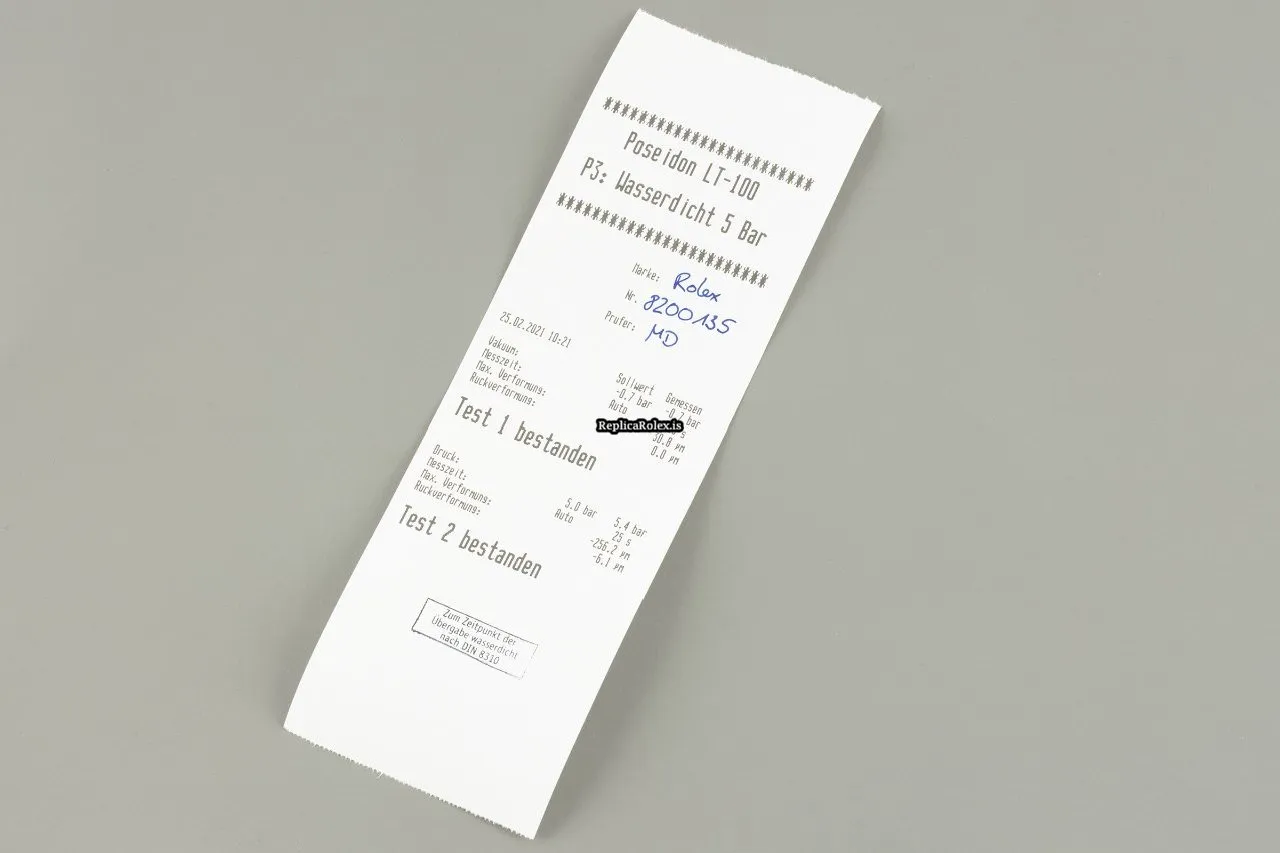 ************************
Poseidon LT-100
P3: Wasserdicht 5 Bar
************************
Marke: Rolex
Nr. 8200135
Prufer: MD
25.02.2021 10:21
Sollwert Gemessen
Vakuum: -0.7 bar -0.7 bar
Messzeit: Auto s
Max. Verformung: 30.8 µm
Ruckverformung: 0.0 µm
Test 1 bestanden
Druck: 5.0 bar 5.4 bar
Messzeit: Auto 25 s
Max. Verformung: -256.2 µm
Ruckverformung: -6.1 µm
Test 2 bestanden
Zum Zeitpunkt der
Übergabe wasserdicht
nach DIN 8310
ReplicaRolex.is